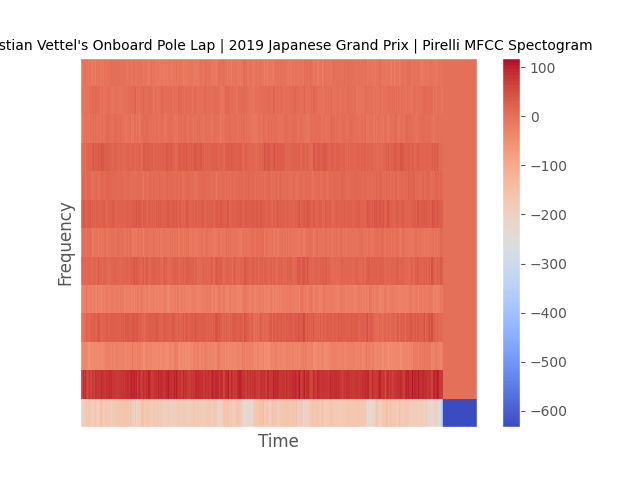 stian Vettel's Onboard Pole Lap | 2019 Japanese Grand Prix | Pirelli MFCC Spectogram
100
0
−100
−200
−300
−400
−500
−600
Frequency
Time